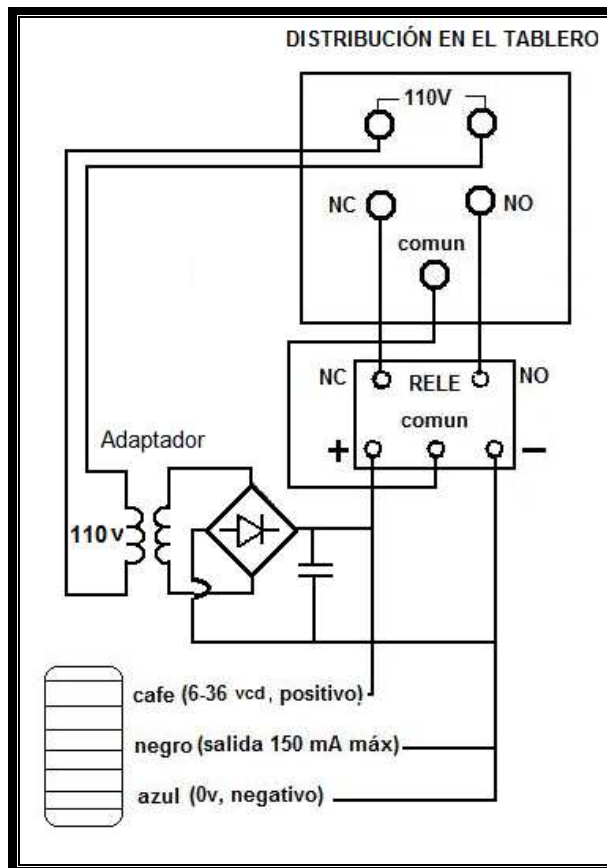 DISTRIBUCIÓN EN EL TABLERO
110V
NC
NO
comun
NC
RELE
NO
comun
+
−
Adaptador
110 v
cafe (6-36 vcd, positivo)
negro (salida 150 mA máx)
azul (0v, negativo)